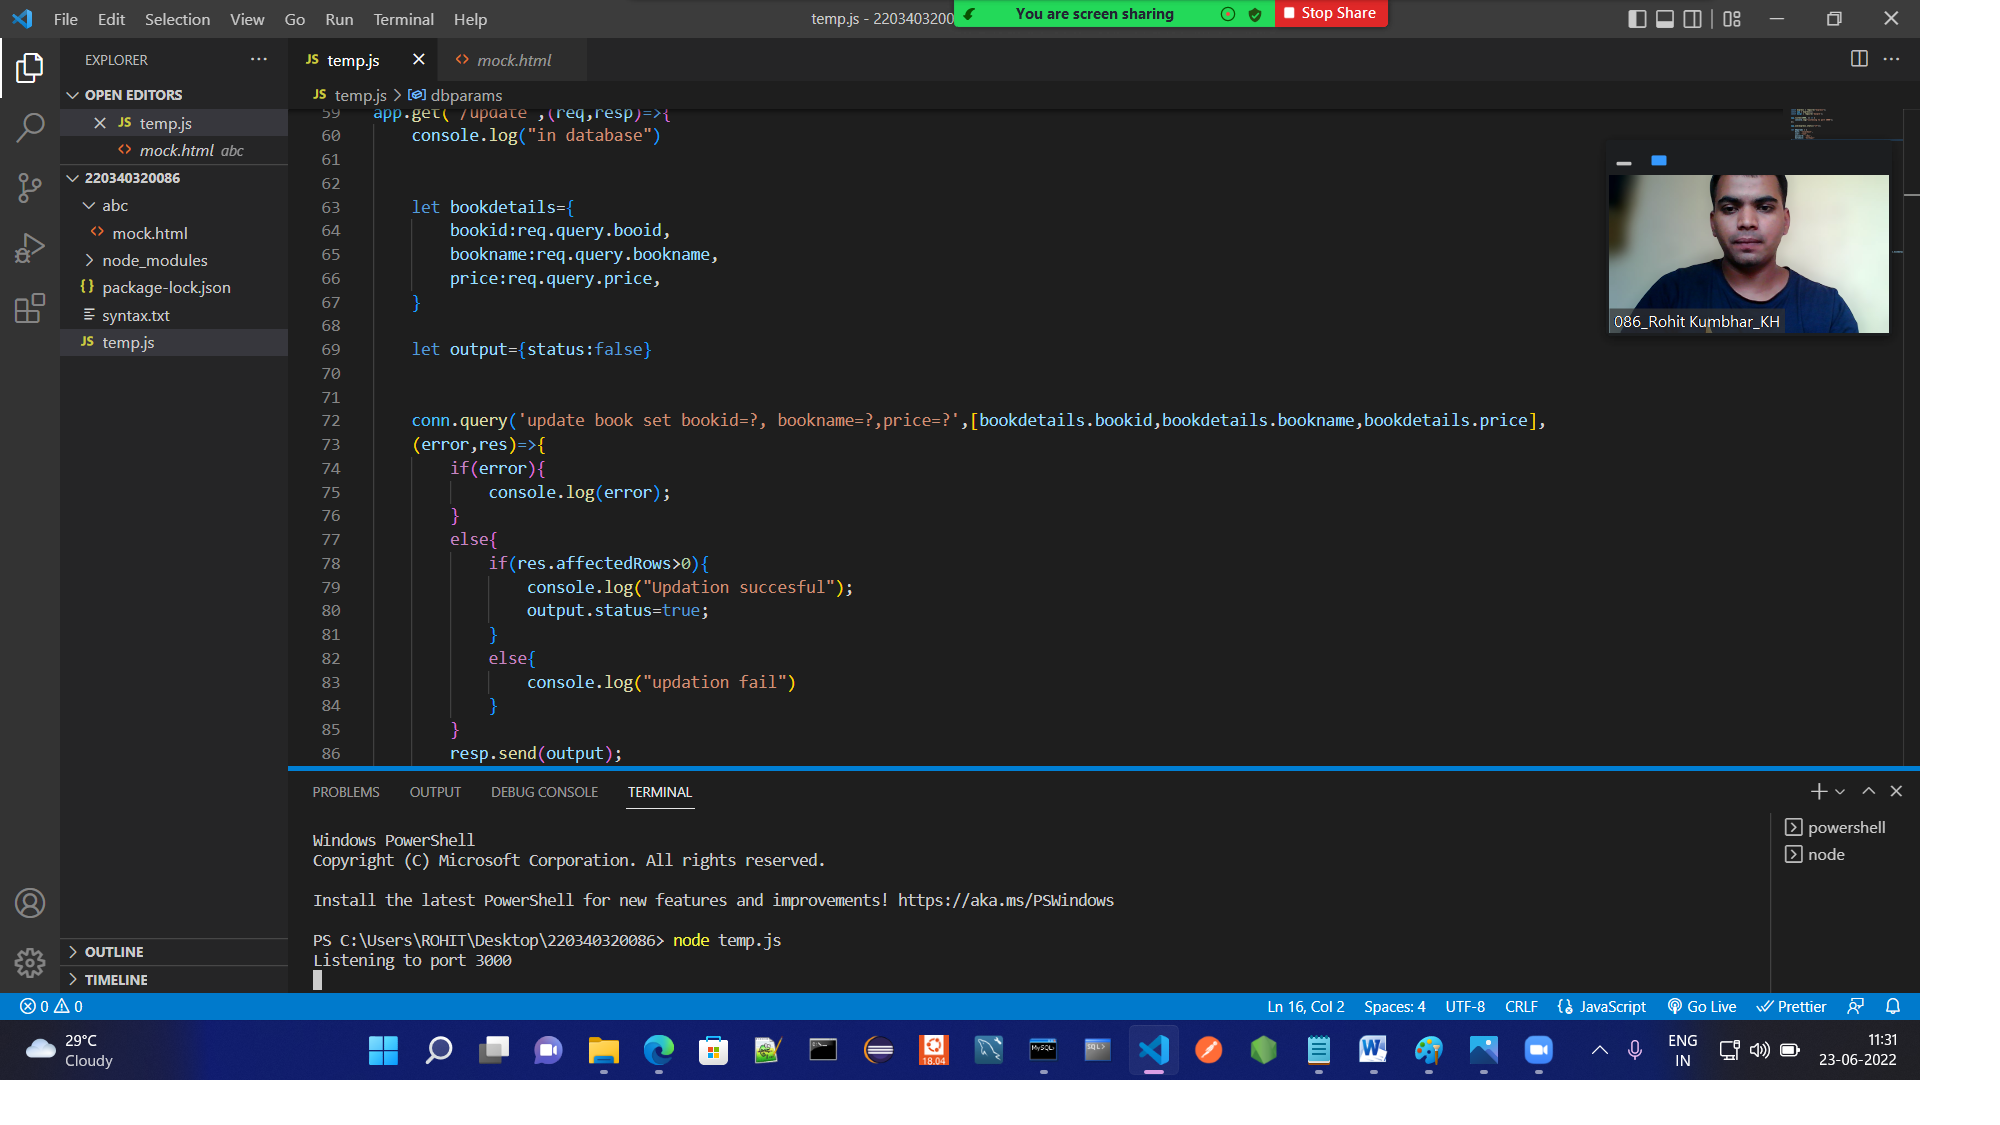 File Edit Selection View Go Run Terminal Help
temp.js - 2203403200
You are screen sharing
Stop Share
EXPLORER
OPEN EDITORS
JS temp.js
<> mock.html abc
220340320086
abc
<> mock.html
node_modules
{} package-lock.json
syntax.txt
JS temp.js
OUTLINE
TIMELINE
JS temp.js
<> mock.html
JS temp.js > dbparams
59 app.get("/update",(req,resp)=>{
60 console.log("in database")
61
62
63 let bookdetails={
64 bookid:req.query.booid,
65 bookname:req.query.bookname,
66 price:req.query.price,
67 }
68
69 let output={status:false}
70
71
72 conn.query('update book set bookid=?, bookname=?,price=?',[bookdetails.bookid,bookdetails.bookname,bookdetails.price],
73 (error,res)=>{
74 if(error){
75 console.log(error);
76 }
77 else{
78 if(res.affectedRows>0){
79 console.log("Updation succesful");
80 output.status=true;
81 }
82 else{
83 console.log("updation fail")
84 }
85 }
86 resp.send(output);
086_Rohit Kumbhar_KH
PROBLEMS OUTPUT DEBUG CONSOLE TERMINAL
Windows PowerShell
Copyright (C) Microsoft Corporation. All rights reserved.
Install the latest PowerShell for new features and improvements! https://aka.ms/PSWindows
PS C:\Users\ROHIT\Desktop\220340320086> node temp.js
Listening to port 3000
powershell
node
0 0
Ln 16, Col 2 Spaces: 4 UTF-8 CRLF JavaScript Go Live Prettier
29°C
Cloudy
18.04
MySQL>
SQL>
ENG
IN
11:31
23-06-2022